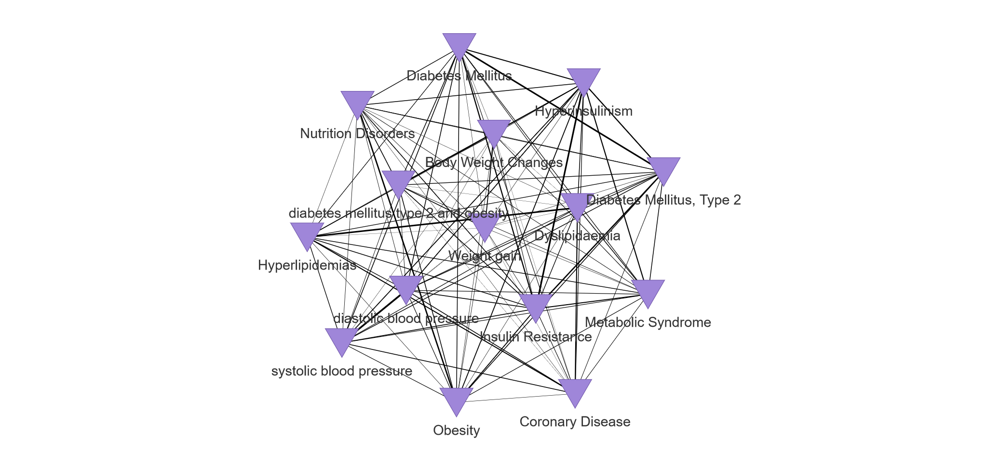 Diabetes Mellitus
Hyperinsulinism
Nutrition Disorders
Body Weight Changes
Diabetes Mellitus, Type 2
diabetes mellitus type 2 and obesity
Dyslipidaemia
Weight gain
Hyperlipidemias
diastolic blood pressure
Metabolic Syndrome
Insulin Resistance
systolic blood pressure
Coronary Disease
Obesity